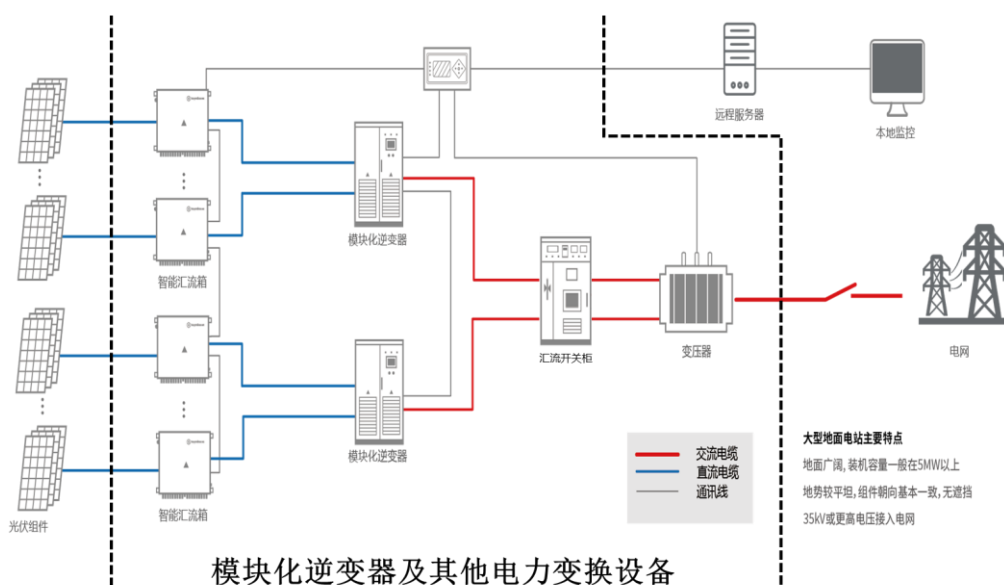 远程服务器
本地监控
模块化逆变器
智能汇流箱
汇流开关柜
变压器
电网
模块化逆变器
智能汇流箱
光伏组件
交流电缆
直流电缆
通讯线
大型地面电站主要特点
地面广阔,装机容量一般在5MW以上
地势较平坦,组件朝向基本一致,无遮挡
35kV或更高电压接入电网
模块化逆变器及其他电力变换设备